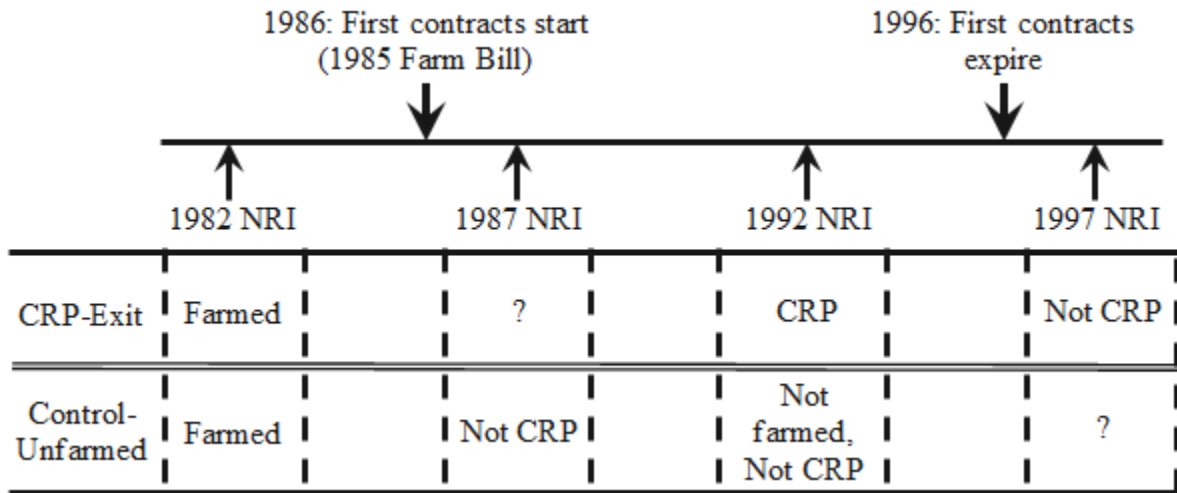 1986: First contracts start
(1985 Farm Bill)
1996: First contracts
expire
1982 NRI
1987 NRI
1992 NRI
1997 NRI
CRP-Exit
Farmed
?
CRP
Not CRP
Control-
Unfarmed
Farmed
Not CRP
Not
farmed,
Not CRP
?